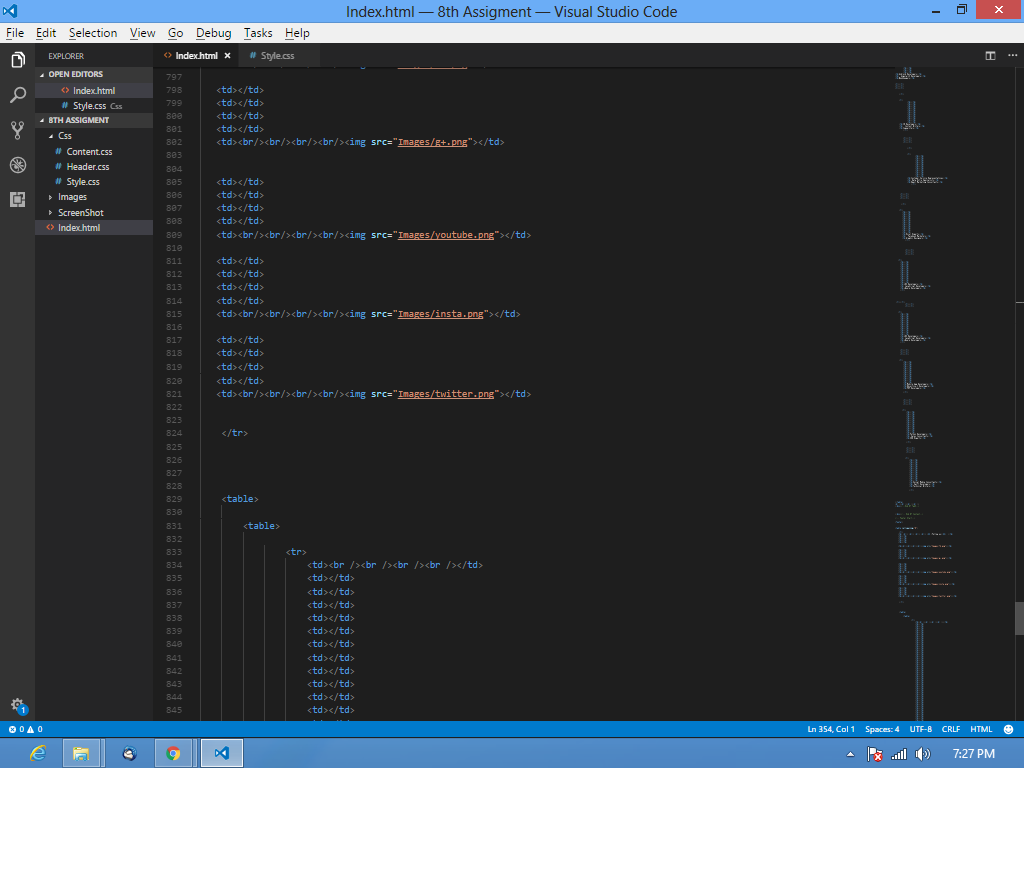 Index.html — 8th Assigment — Visual Studio Code
File Edit Selection View Go Debug Tasks Help
EXPLORER
OPEN EDITORS
Index.html
Style.css Css
8TH ASSIGMENT
Css
Content.css
Header.css
Style.css
Images
ScreenShot
Index.html
Index.html Style.css
797
798 <td></td>
799 <td></td>
800 <td></td>
801 <td></td>
802 <td><br/><br/><br/><br/><img src="Images/g+.png"></td>
803
804
805 <td></td>
806 <td></td>
807 <td></td>
808 <td></td>
809 <td><br/><br/><br/><br/><img src="Images/youtube.png"></td>
810
811 <td></td>
812 <td></td>
813 <td></td>
814 <td></td>
815 <td><br/><br/><br/><br/><img src="Images/insta.png"></td>
816
817 <td></td>
818 <td></td>
819 <td></td>
820 <td></td>
821 <td><br/><br/><br/><br/><img src="Images/twitter.png"></td>
822
823
824 </tr>
825
826
827
828
829 <table>
830
831 <table>
832
833 <tr>
834 <td><br /><br /><br /><br /></td>
835 <td></td>
836 <td></td>
837 <td></td>
838 <td></td>
839 <td></td>
840 <td></td>
841 <td></td>
842 <td></td>
843 <td></td>
844 <td></td>
845 <td></td>
1
0 0 Ln 354, Col 1 Spaces: 4 UTF-8 CRLF HTML
7:27 PM